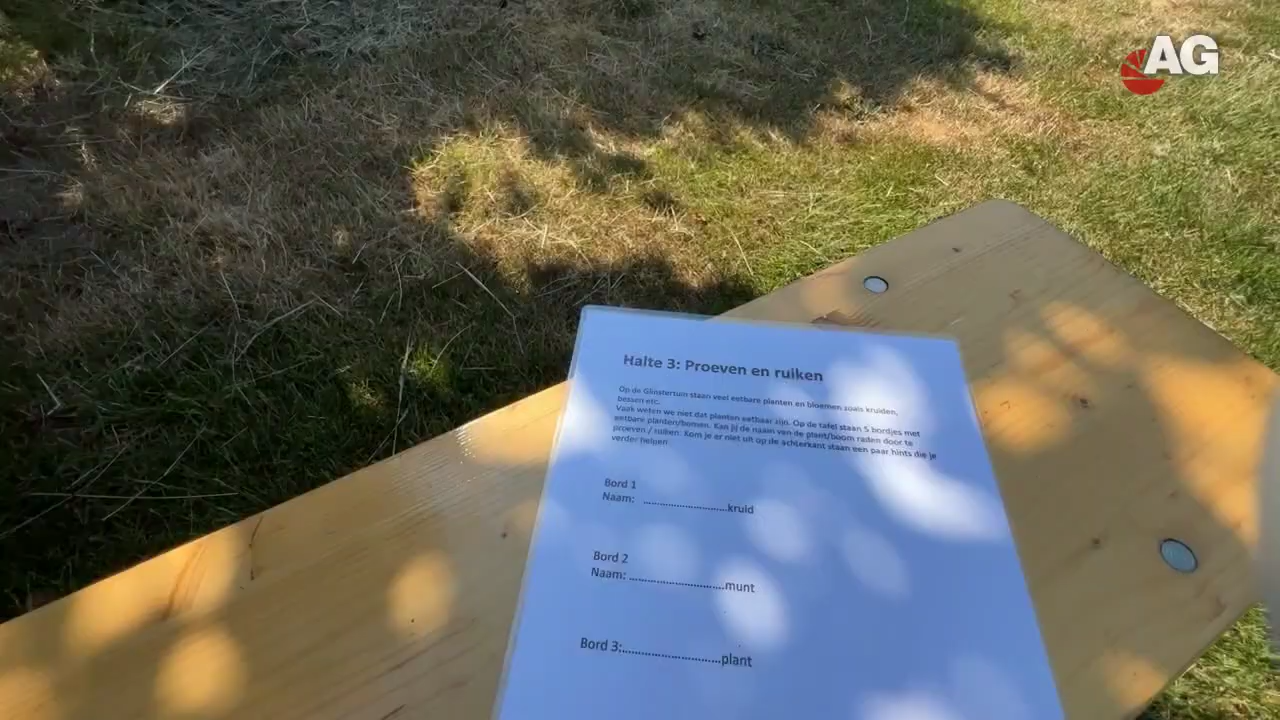 AG
Halte 3: Proeven en ruiken
Op de Glinstertuin staan veel eetbare planten en bloemen zoals kruiden,
bessen etc.
Vaak weten we niet dat planten eetbaar zijn. Op de tafel staan 5 bordjes met
eetbare planten/bomen. Kan jij de naam van de plant/boom raden door te
proeven / ruiken. Kom je er niet uit op de achterkant staan een paar hints die je
verder helpen
Bord 1
Naam: ..........................kruid
Bord 2
Naam: .............................munt
Bord 3:..............................plant